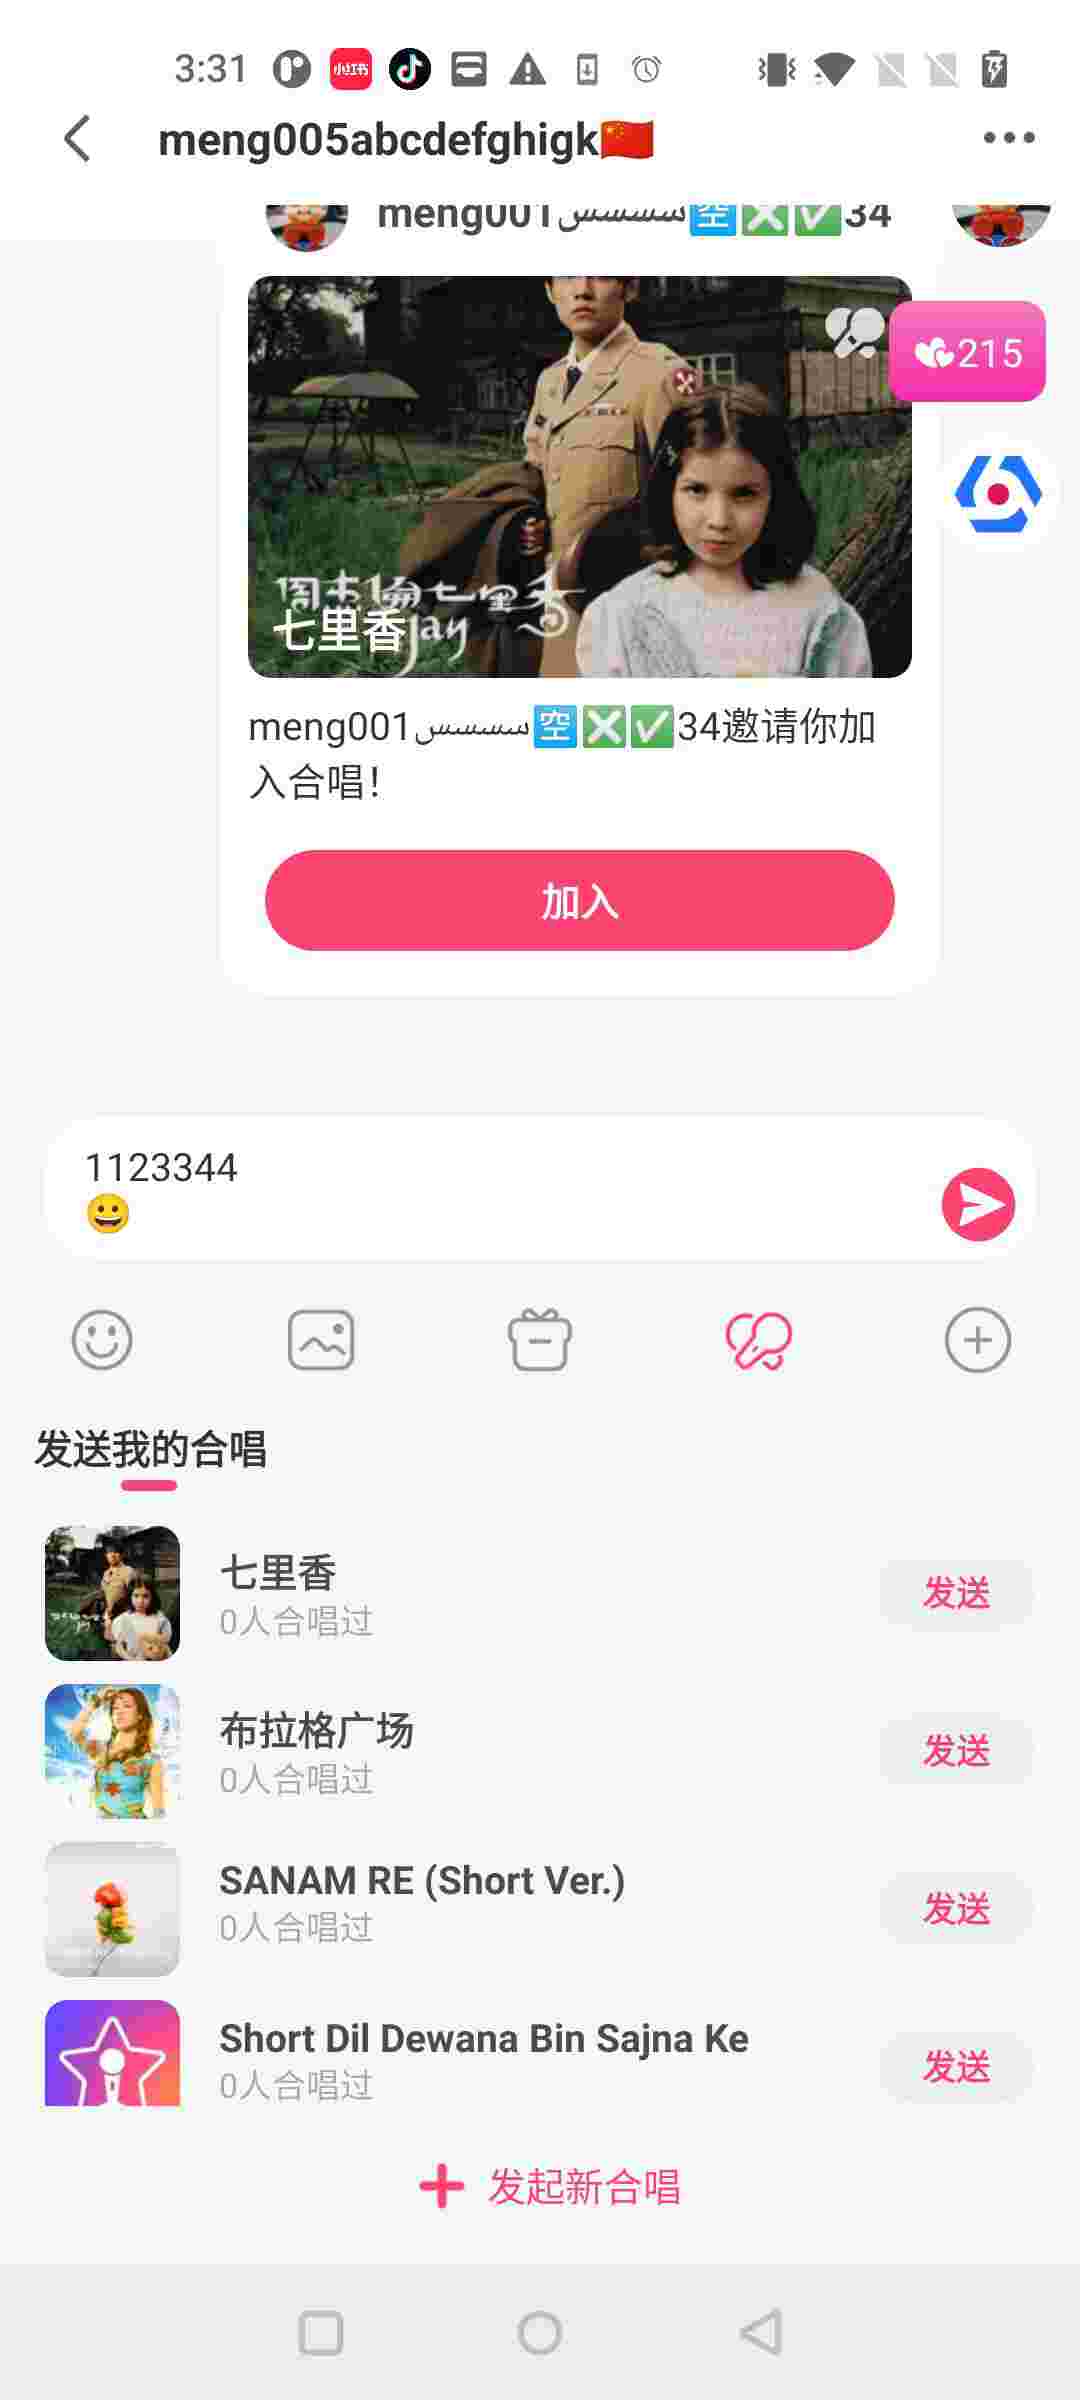 3:31
小红书
meng005abcdefghigk🇨🇳
meng001سسسسس🈳❎✅34
215
周杰倫七里香
Jay
七里香
meng001سسسسس🈳❎✅34邀请你加
入合唱！
加入
1123344
😀
发送我的合唱
七里香
0人合唱过
发送
布拉格广场
0人合唱过
发送
SANAM RE (Short Ver.)
0人合唱过
发送
Short Dil Dewana Bin Sajna Ke
0人合唱过
发送
发起新合唱